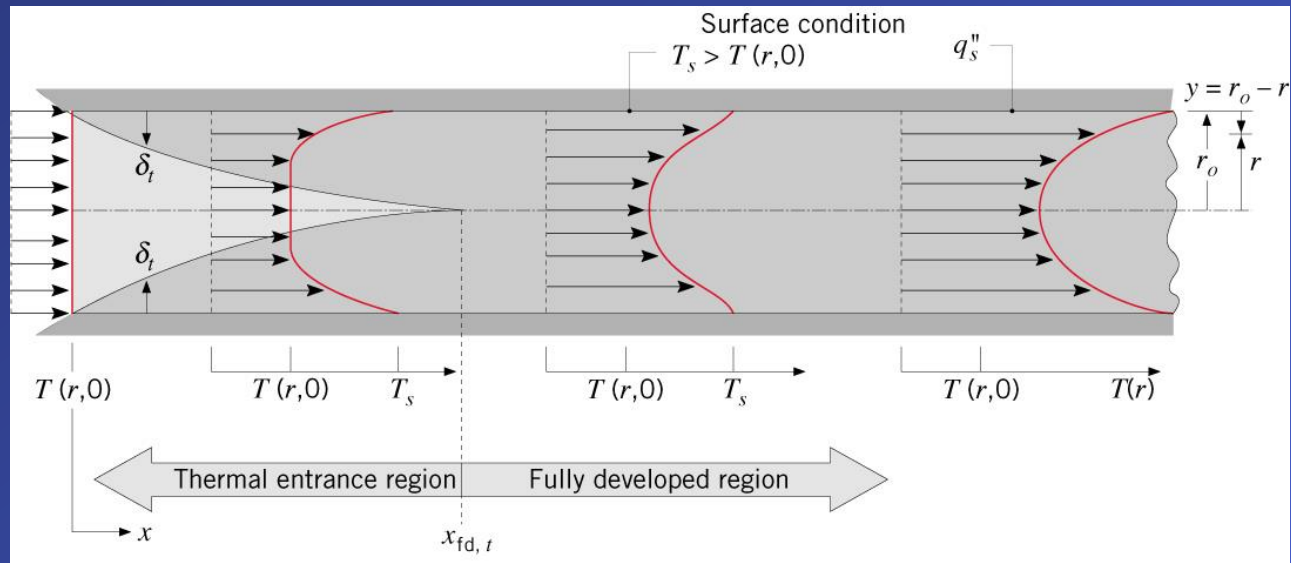 Surface condition
T_s > T (r,0)
q_s"
y = r_o – r
δ_t
r_o
r
δ_t
T (r,0)
T (r,0)
T_s
T (r,0)
T_s
T (r,0)
T(r)
Thermal entrance region
Fully developed region
x
x_fd, t